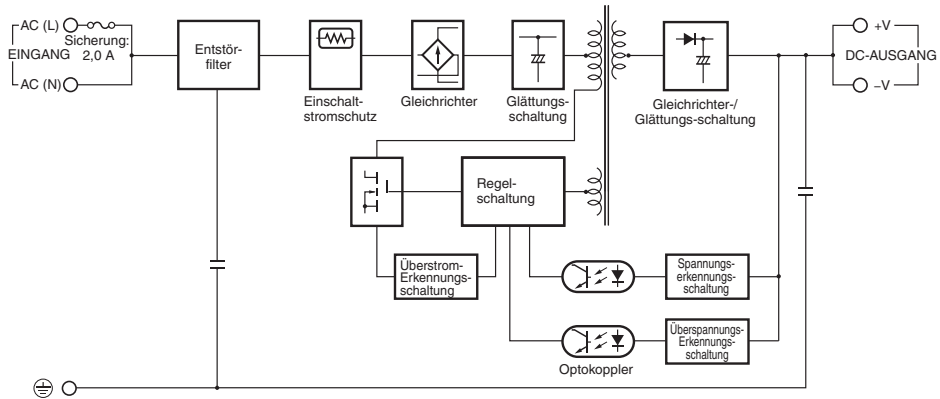 AC (L)
Sicherung:
2,0 A
EINGANG
AC (N)
Entstör-
filter
Einschalt-
stromschutz
Gleichrichter
Glättungs-
schaltung
Gleichrichter-/
Glättungs-schaltung
+V
DC-AUSGANG
–V
Regel-
schaltung
Überstrom-
Erkennungs-
schaltung
Spannungs-
erkennungs-
schaltung
Überspannungs-
Erkennungs-
schaltung
Optokoppler